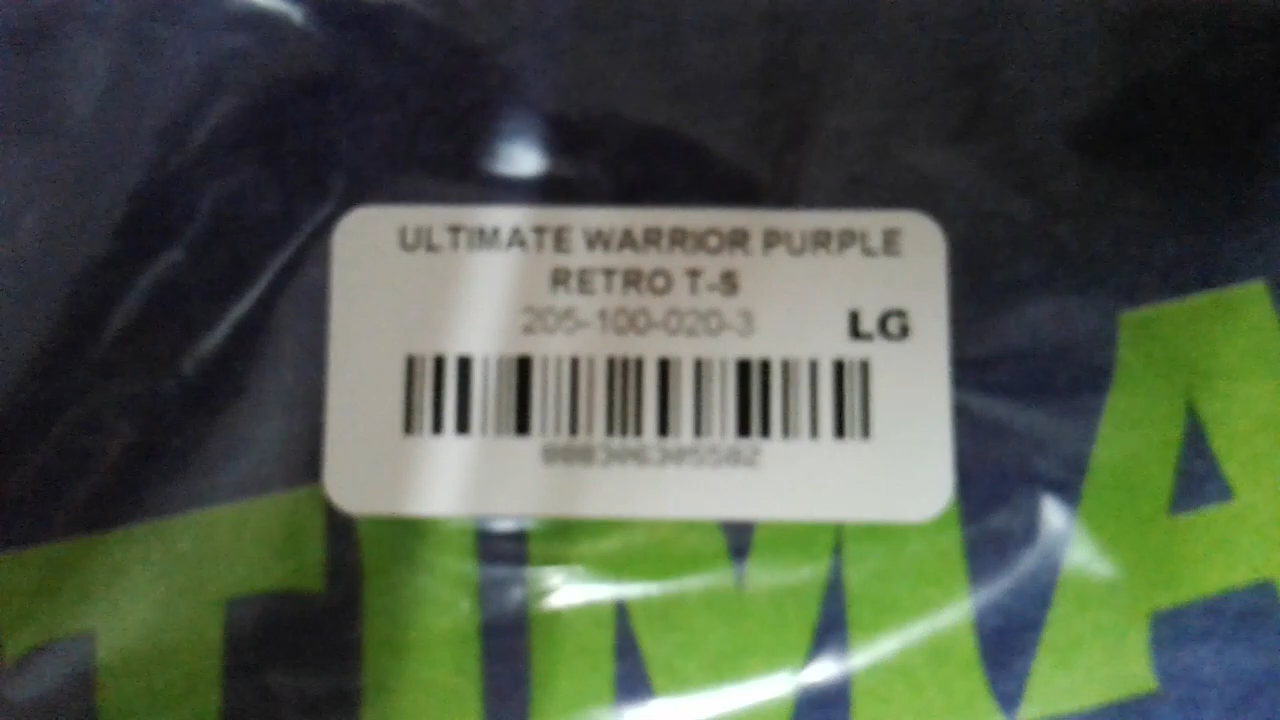 ULTIMATE WARRIOR PURPLE
RETRO T-S
205-100-020-3 LG
TIMA